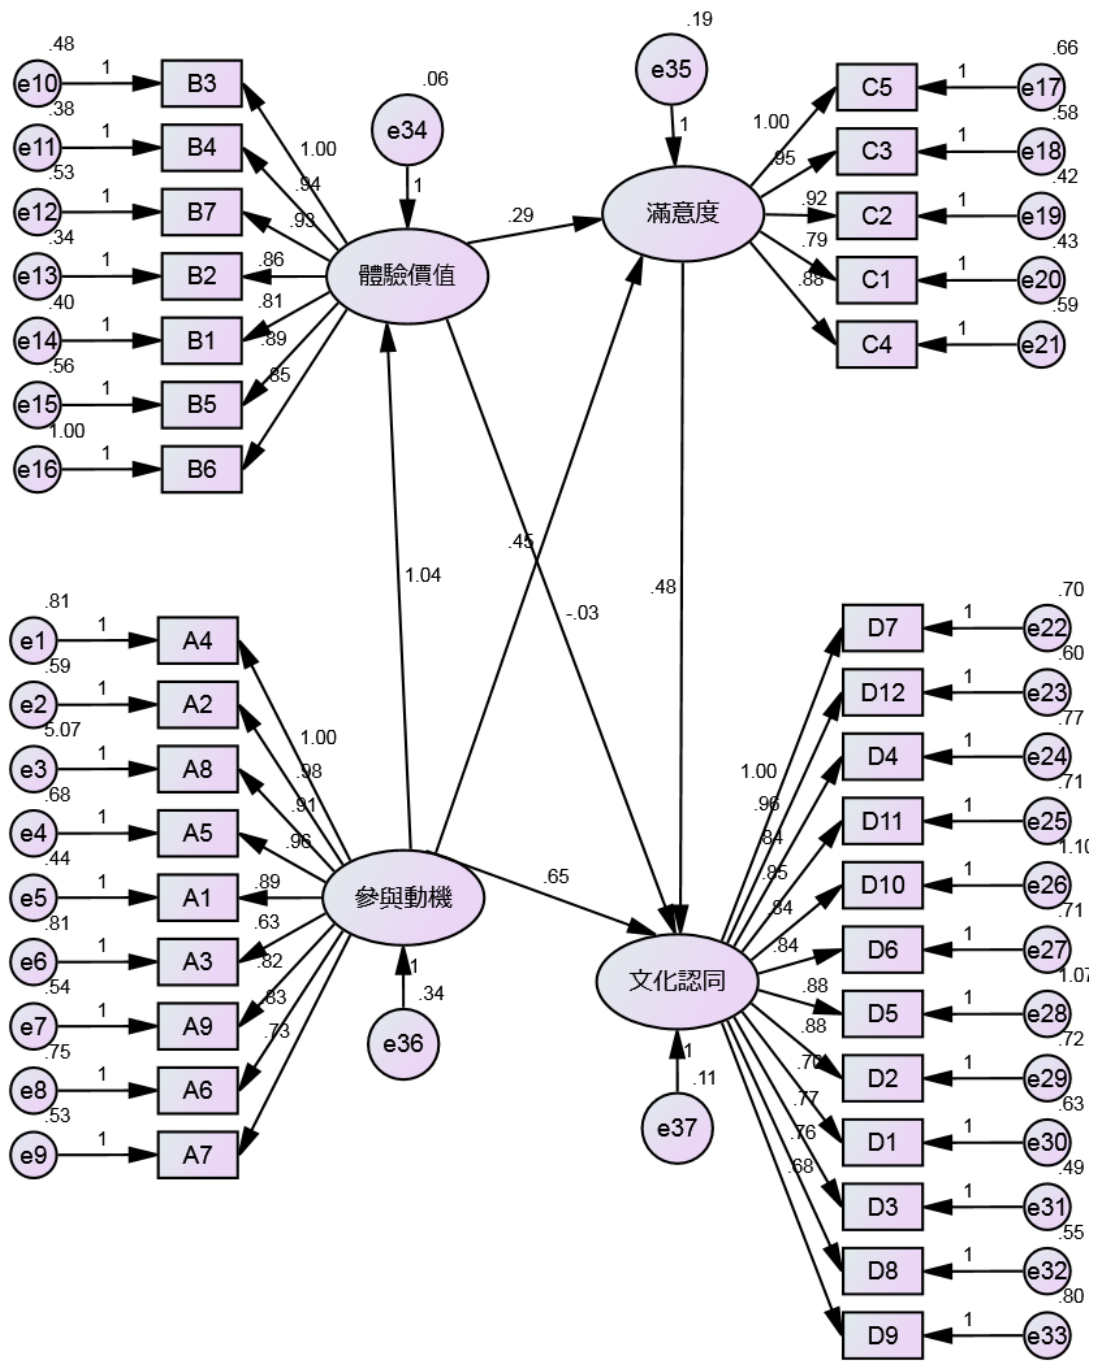 .48
e10
1
B3
.38
e11
1
B4
.53
e12
1
B7
.34
e13
1
B2
.40
e14
1
B1
.56
e15
1
B5
1.00
e16
1
B6
1.00
.94
.93
.86
.81
.89
.85
.06
e34
1
體驗價值
.29
.19
e35
1
滿意度
1.00
.95
.92
.79
.88
.66
C5
1
e17
.58
C3
1
e18
.42
C2
1
e19
.43
C1
1
e20
.59
C4
1
e21
1.04
.45
-.03
.48
.65
.81
e1
1
A4
.59
e2
1
A2
5.07
e3
1
A8
.68
e4
1
A5
.44
e5
1
A1
.81
e6
1
A3
.54
e7
1
A9
.75
e8
1
A6
.53
e9
1
A7
1.00
.98
.91
.96
.89
.63
.82
.83
.73
參與動機
1
.34
e36
文化認同
1
.11
e37
1.00
.96
.84
.85
.84
.84
.88
.88
.70
.77
.76
.68
.70
D7
1
e22
.60
D12
1
e23
.77
D4
1
e24
.71
D11
1
e25
1.10
D10
1
e26
.71
D6
1
e27
1.07
D5
1
e28
.72
D2
1
e29
.63
D1
1
e30
.49
D3
1
e31
.55
D8
1
e32
.80
D9
1
e33